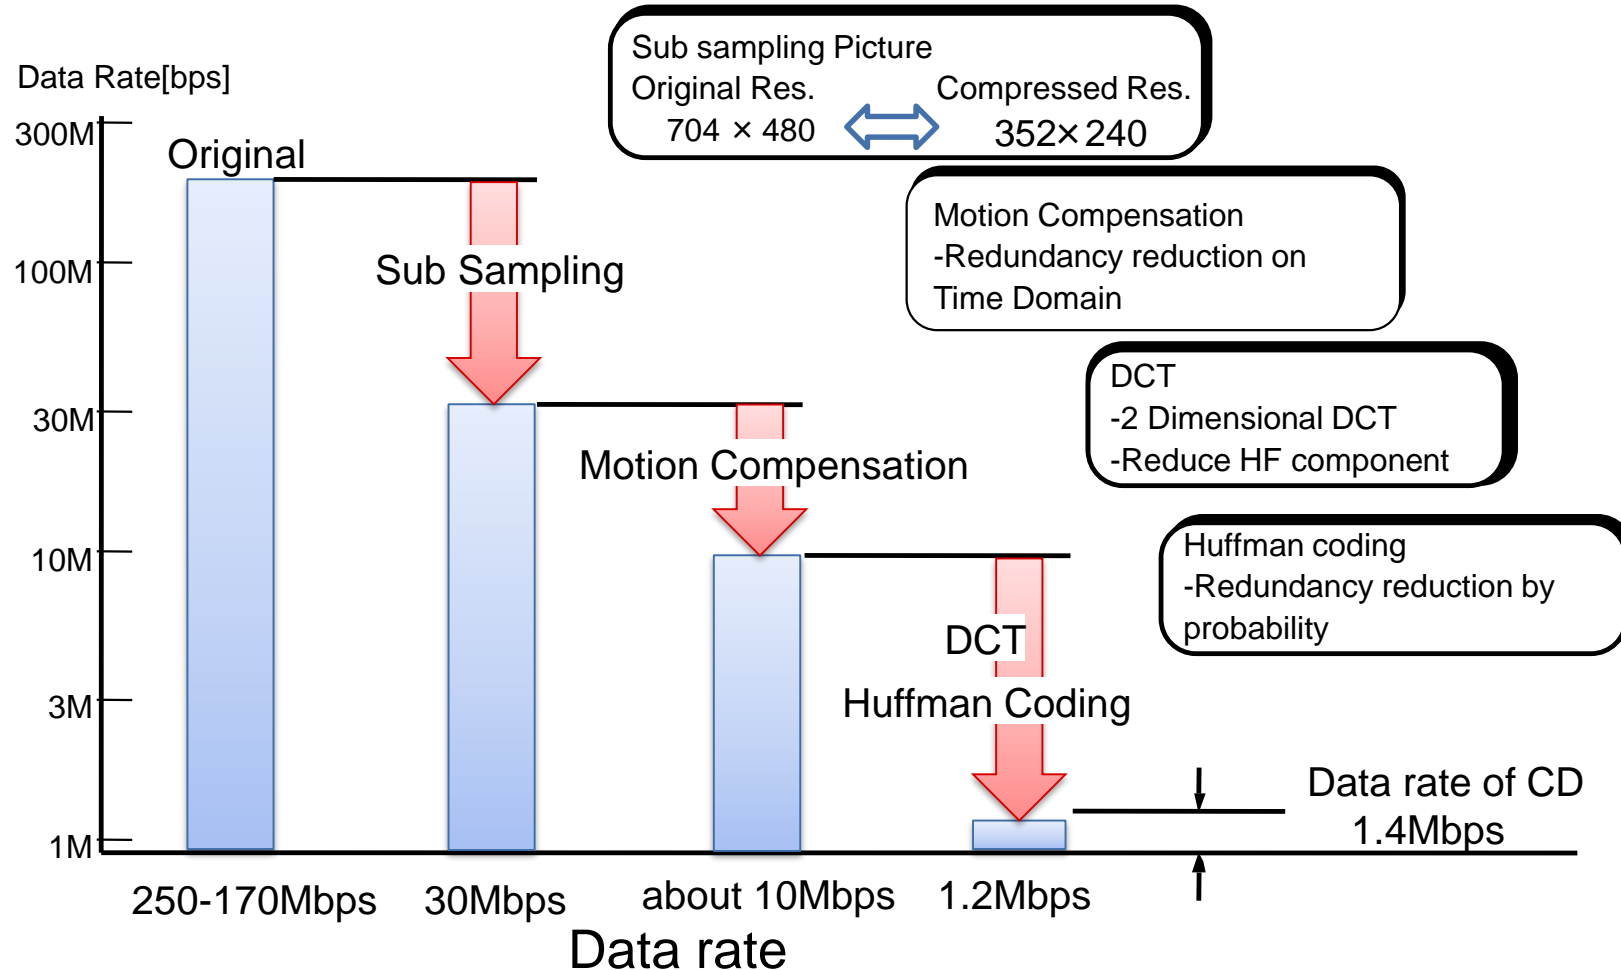 Sub sampling Picture
Original Res. Compressed Res.
704 × 480 352×240
Data Rate[bps]
300M
Original
Motion Compensation
-Redundancy reduction on
Time Domain
100M
Sub Sampling
DCT
-2 Dimensional DCT
-Reduce HF component
30M
Motion Compensation
Huffman coding
-Redundancy reduction by
probability
10M
DCT
Huffman Coding
3M
Data rate of CD
1.4Mbps
1M
250-170Mbps 30Mbps about 10Mbps 1.2Mbps
Data rate